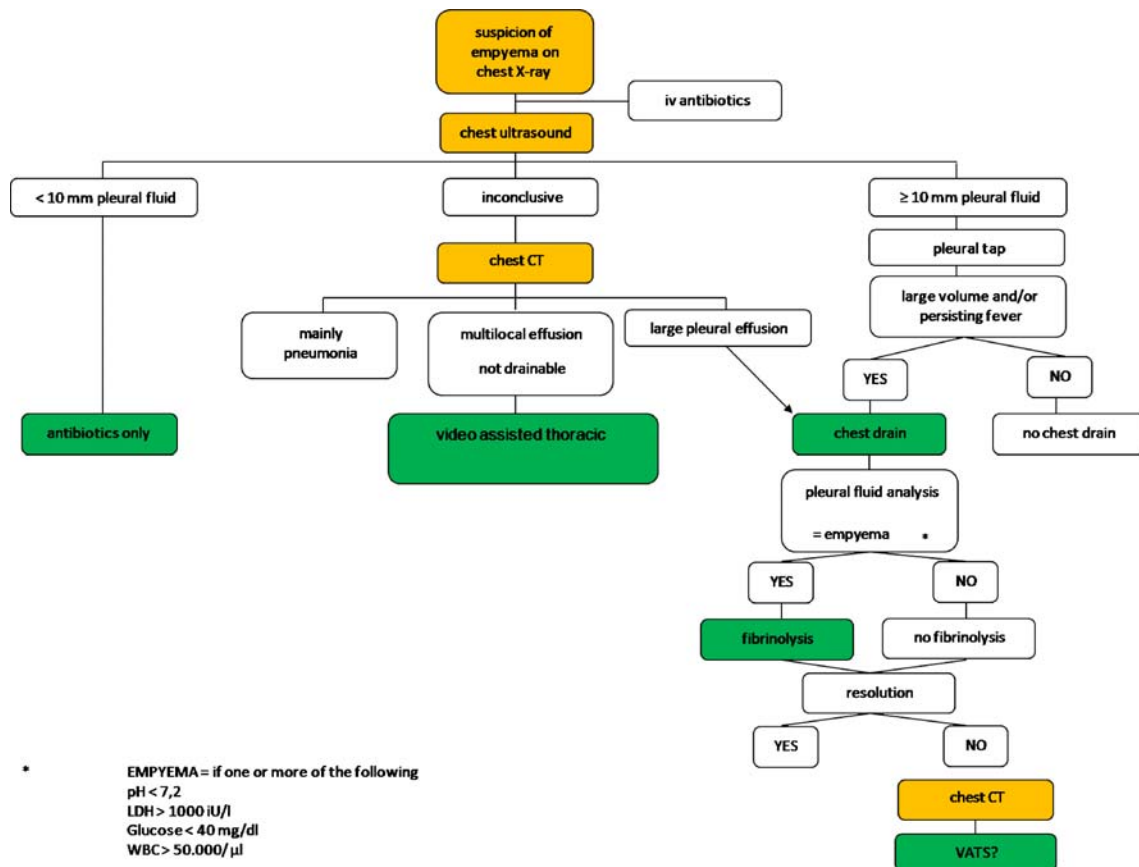 suspicion of
empyema on
chest X-ray
iv antibiotics
chest ultrasound
< 10 mm pleural fluid
inconclusive
≥ 10 mm pleural fluid
pleural tap
chest CT
large volume and/or
persisting fever
mainly
pneumonia
multilocal effusion
not drainable
large pleural effusion
YES
NO
antibiotics only
video assisted thoracic
chest drain
no chest drain
pleural fluid analysis
= empyema *
YES
NO
fibrinolysis
no fibrinolysis
resolution
YES
NO
* EMPYEMA = if one or more of the following
pH < 7,2
LDH > 1000 iU/l
Glucose < 40 mg/dl
WBC > 50.000/ µl
chest CT
VATS?